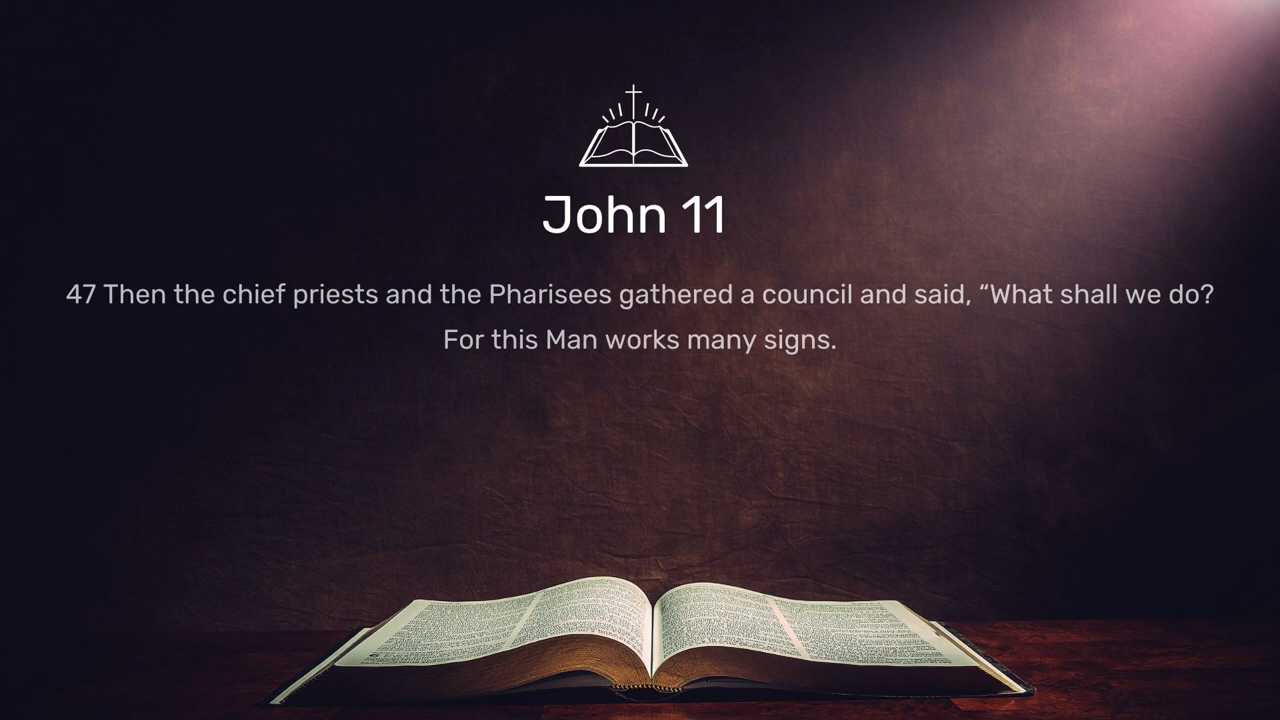 John 11
47 Then the chief priests and the Pharisees gathered a council and said, “What shall we do?
For this Man works many signs.